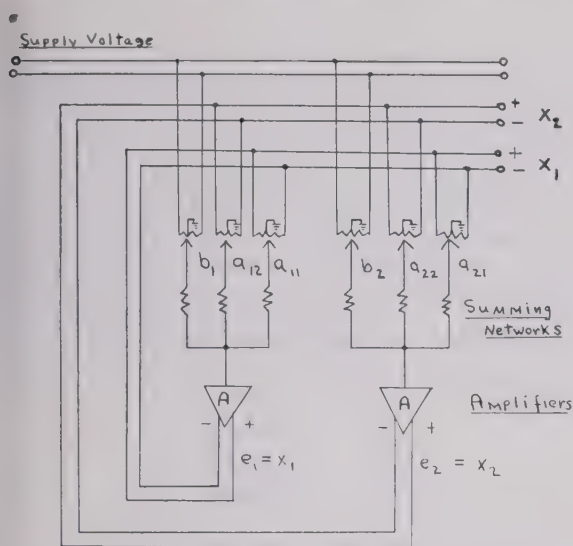 Supply Voltage
+
- X₂
+
- X₁
b₁ a₁₂ a₁₁ b₂ a₂₂ a₂₁
Summing
Networks
A A
Amplifiers
- + - +
e₁ = x₁ e₂ = x₂